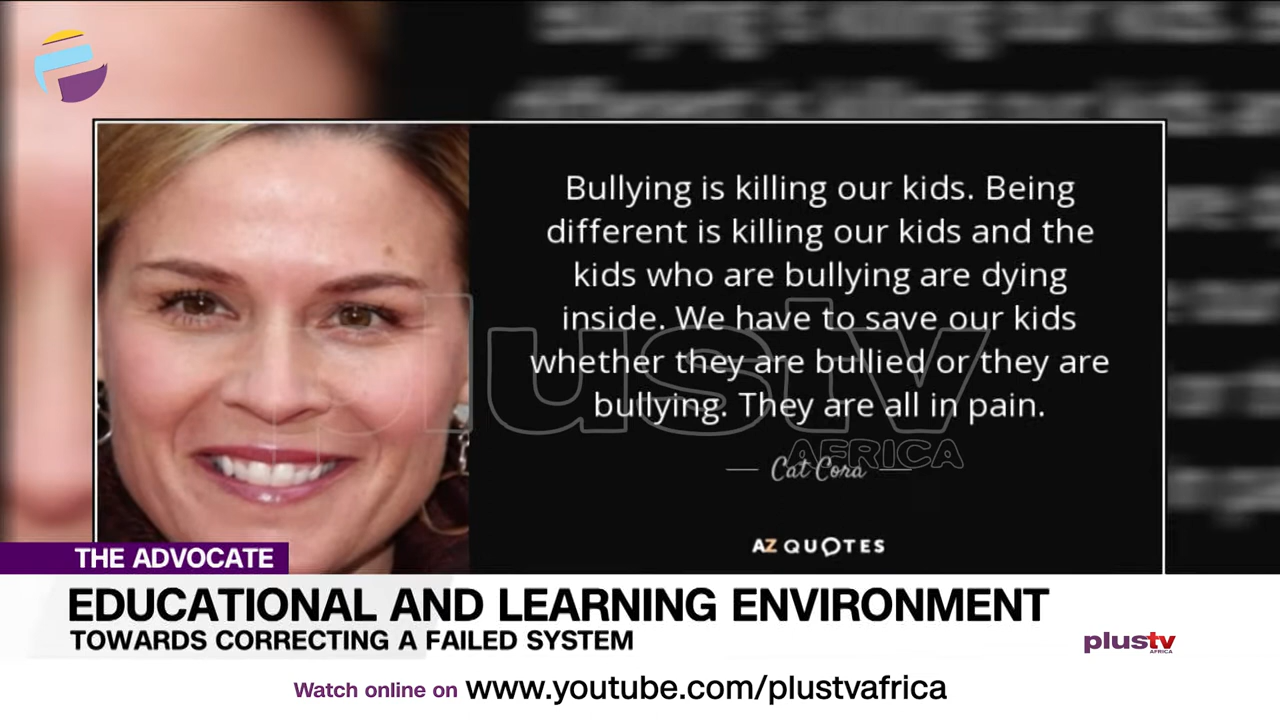 Bullying is killing our kids. Being
different is killing our kids and the
kids who are bullying are dying
inside. We have to save our kids
whether they are bullied or they are
bullying. They are all in pain.
— Cat Cora —
AZ QUOTES
plustv
AFRICA
THE ADVOCATE
EDUCATIONAL AND LEARNING ENVIRONMENT
TOWARDS CORRECTING A FAILED SYSTEM
plustv
AFRICA
Watch online on www.youtube.com/plustvafrica